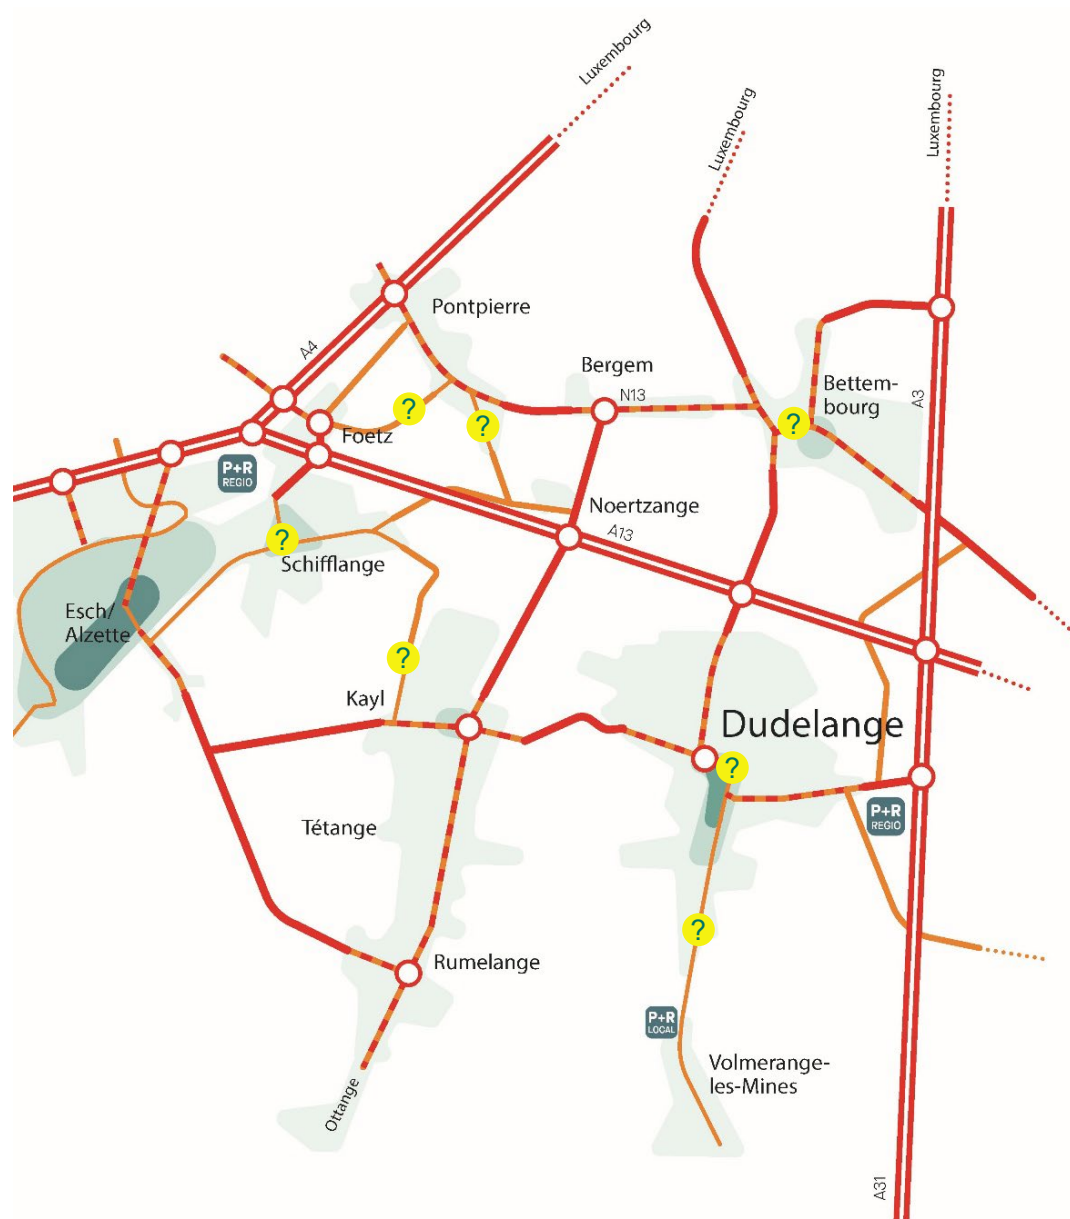 Luxembourg
Luxembourg
Luxembourg
Pontpierre
A4
Bergem
N13
Bettem-
bourg
A3
?
?
?
Foetz
P+R
REGIO
Noertzange
A13
?
Schifflange
Esch/
Alzette
?
Kayl
Dudelange
?
P+R
REGIO
Tétange
?
Rumelange
P+R
LOCAL
Volmerange-
les-Mines
Ottange
A31